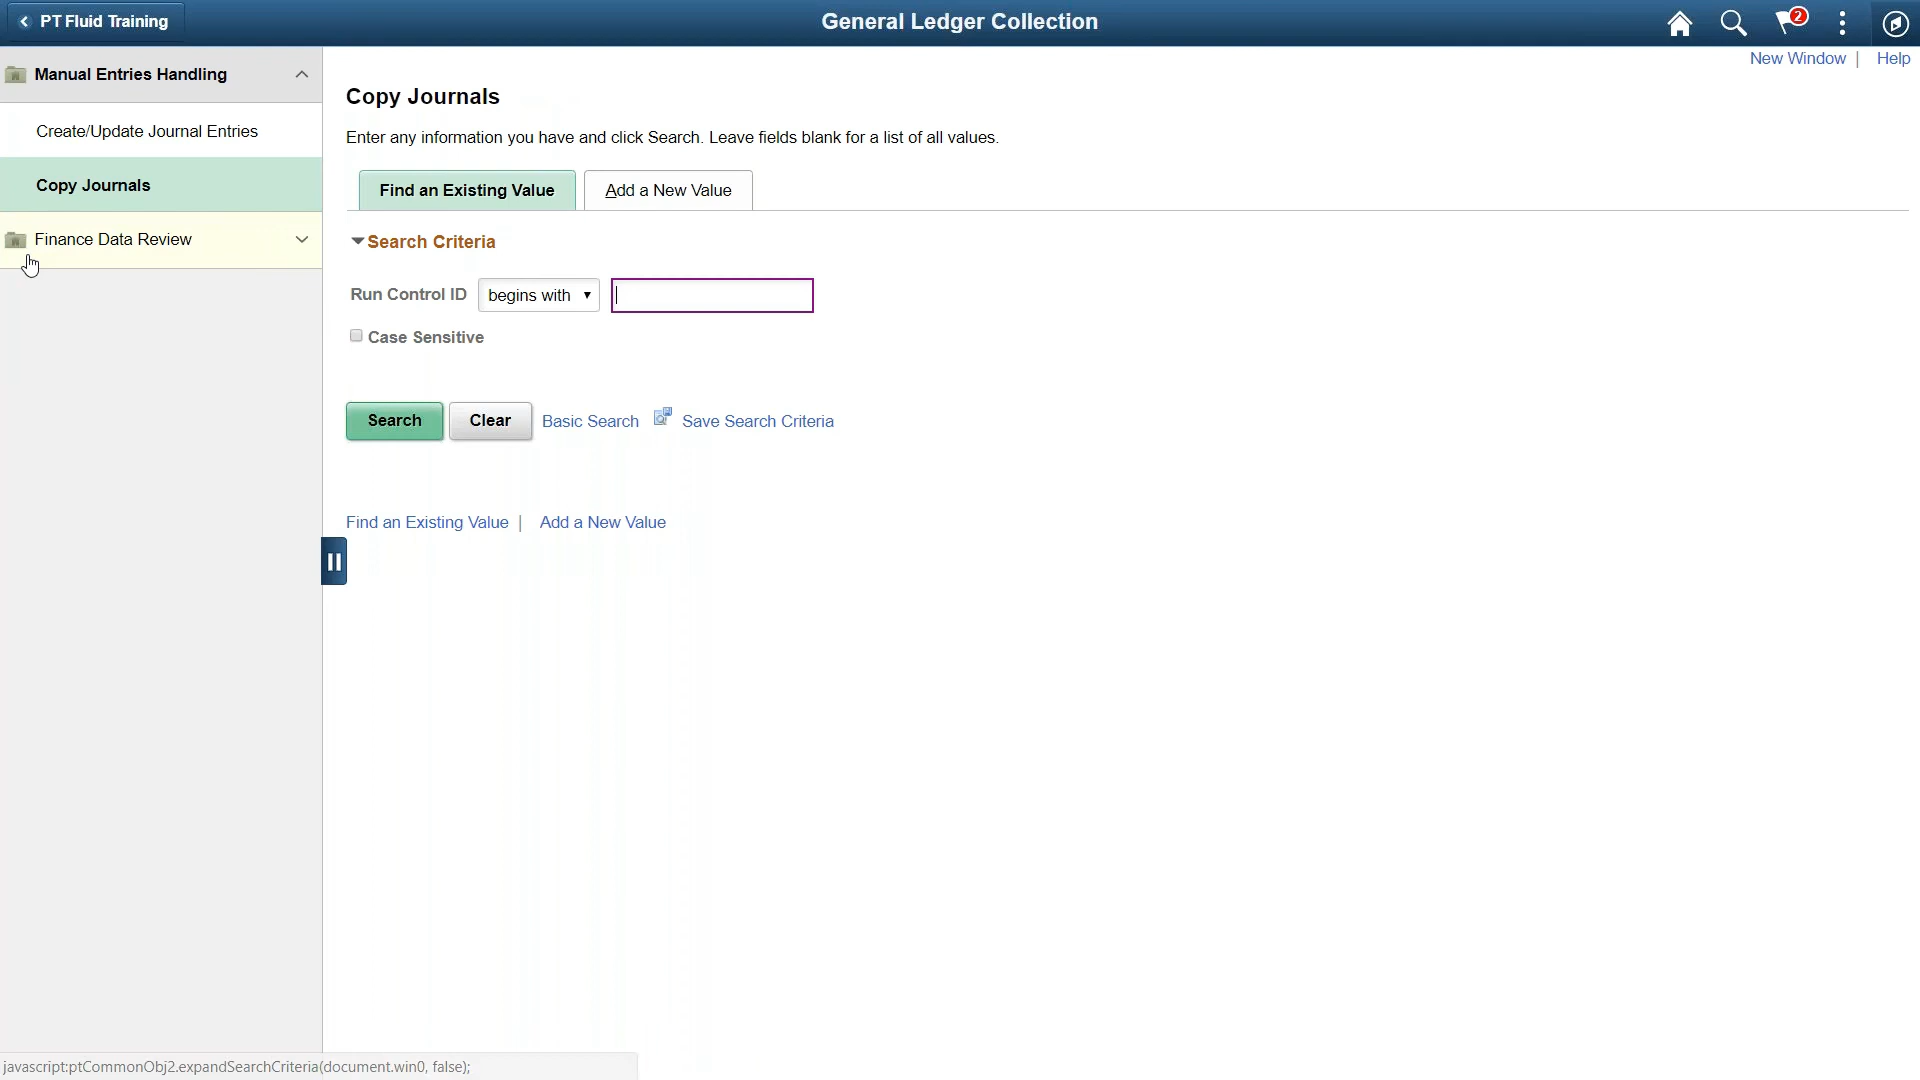 PT Fluid Training
General Ledger Collection
2
New Window | Help
Manual Entries Handling
Create/Update Journal Entries
Copy Journals
Finance Data Review
Copy Journals
Enter any information you have and click Search. Leave fields blank for a list of all values.
Find an Existing Value
Add a New Value
Search Criteria
Run Control ID begins with
Case Sensitive
Search Clear Basic Search Save Search Criteria
Find an Existing Value | Add a New Value
javascript:ptCommonObj2.expandSearchCriteria(document.win0, false);